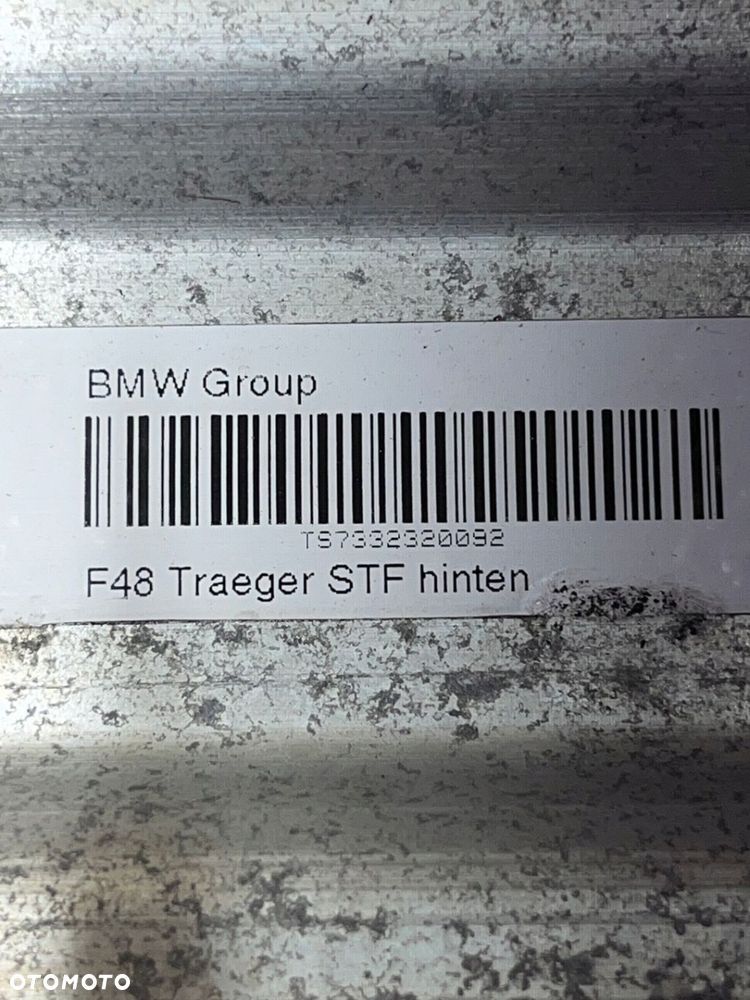 BMW Group
TS7332320092
F48 Traeger STF hinten
OTOMOTO